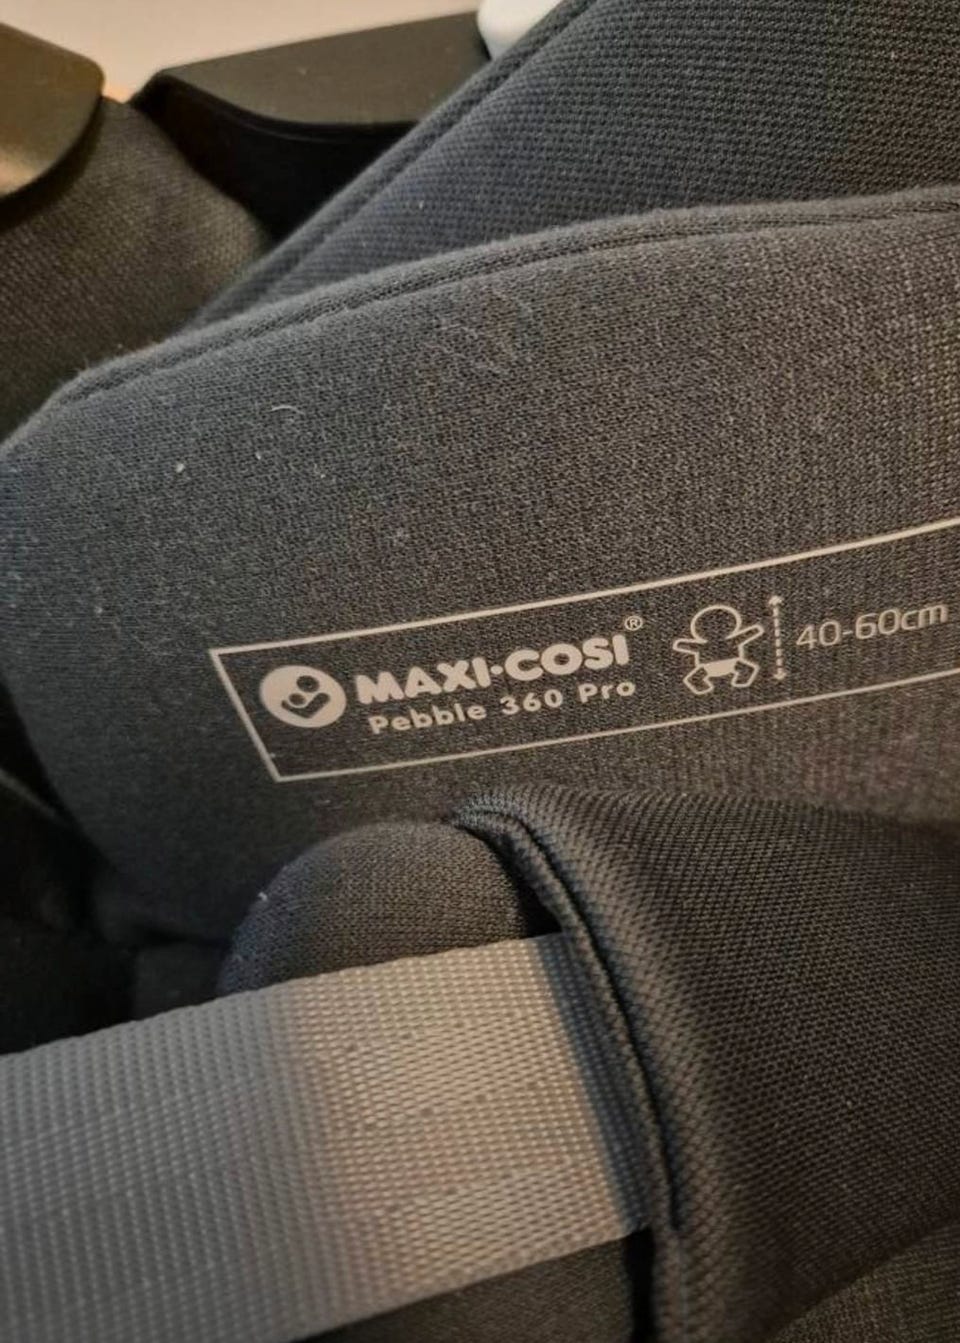 MAXI·COSI®
Pebble 360 Pro
40-60cm